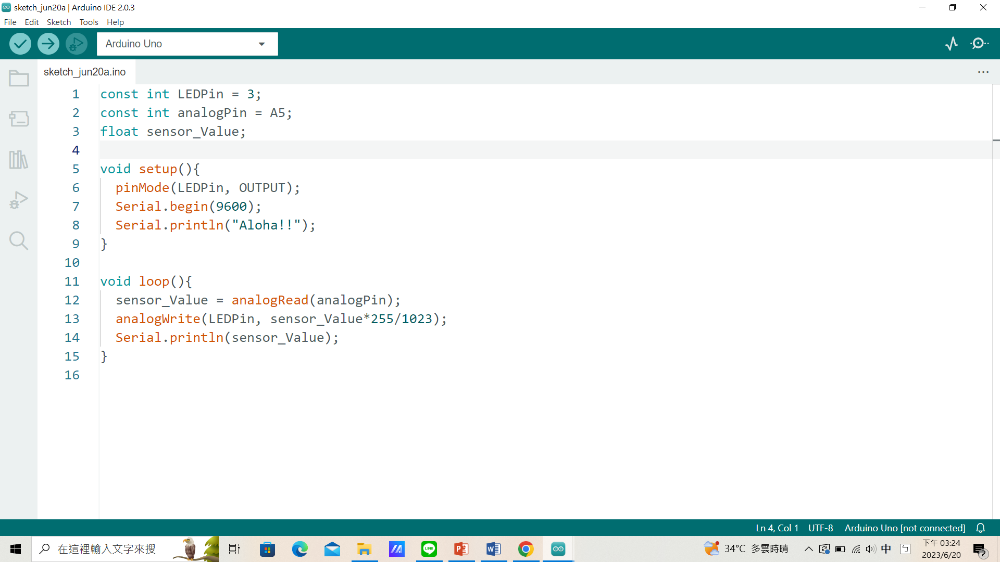 sketch_jun20a | Arduino IDE 2.0.3
File Edit Sketch Tools Help
Arduino Uno
sketch_jun20a.ino
1 const int LEDPin = 3;
2 const int analogPin = A5;
3 float sensor_Value;
4
5 void setup(){
6 pinMode(LEDPin, OUTPUT);
7 Serial.begin(9600);
8 Serial.println("Aloha!!");
9 }
10
11 void loop(){
12 sensor_Value = analogRead(analogPin);
13 analogWrite(LEDPin, sensor_Value*255/1023);
14 Serial.println(sensor_Value);
15 }
16
Ln 4, Col 1 UTF-8 Arduino Uno [not connected]
在這裡輸入文字來搜
LINE
P
W
34°C 多雲時晴
中
ㄅ
下午 03:24
2023/6/20
2